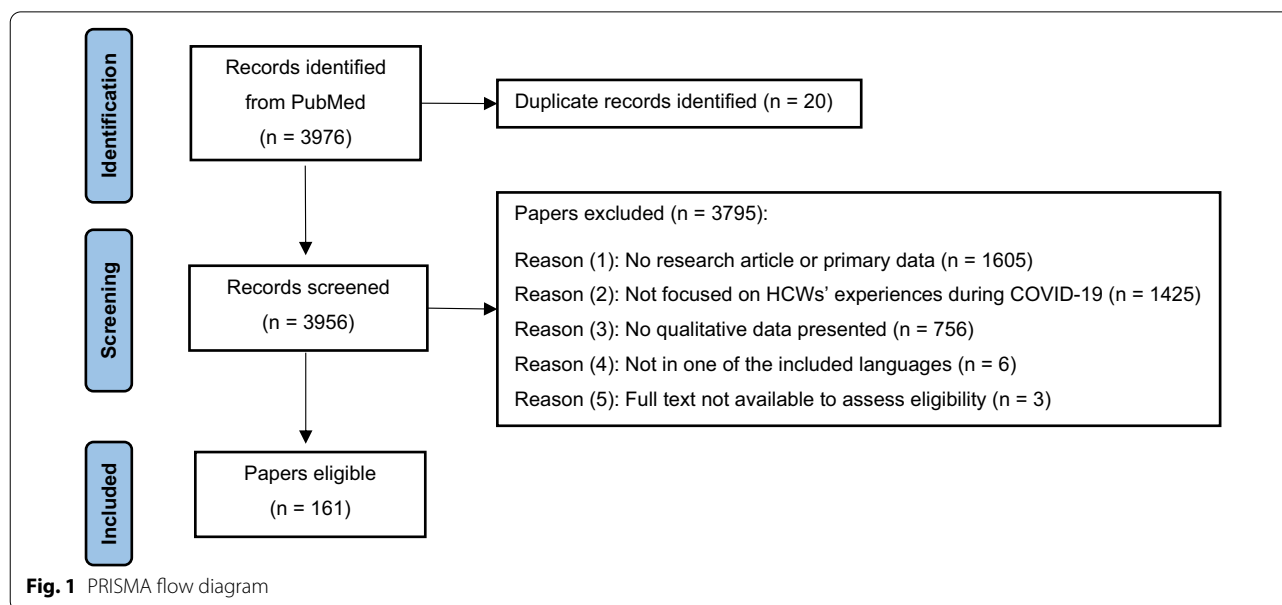 Identification
Records identified
from PubMed
(n = 3976)
Duplicate records identified (n = 20)
Screening
Records screened
(n = 3956)
Papers excluded (n = 3795):
Reason (1): No research article or primary data (n = 1605)
Reason (2): Not focused on HCWs' experiences during COVID-19 (n = 1425)
Reason (3): No qualitative data presented (n = 756)
Reason (4): Not in one of the included languages (n = 6)
Reason (5): Full text not available to assess eligibility (n = 3)
Included
Papers eligible
(n = 161)
Fig. 1 PRISMA flow diagram